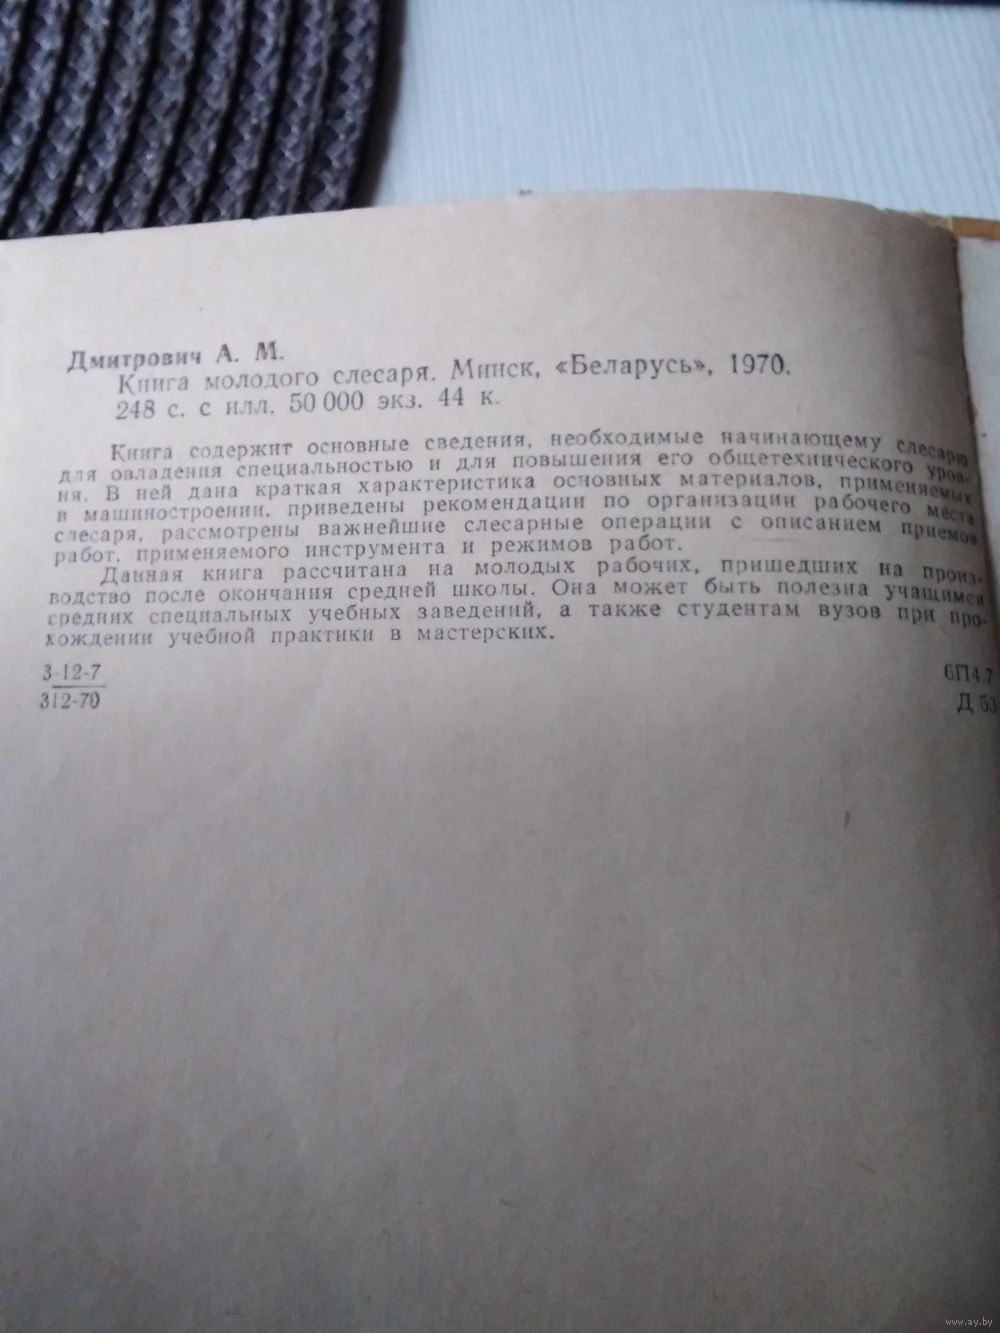 Дмитрович А. М.
Книга молодого слесаря. Минск, «Беларусь», 1970.
248 с. с илл. 50 000 экз. 44 к.
Книга содержит основные сведения, необходимые начинающему слесарю
для овладения специальностью и для повышения его общетехнического уров-
ня. В ней дана краткая характеристика основных материалов, применяемых
в машиностроении, приведены рекомендации по организации рабочего места
слесаря, рассмотрены важнейшие слесарные операции с описанием приемов
работ, применяемого инструмента и режимов работ.
Данная книга рассчитана на молодых рабочих, пришедших на произ-
водство после окончания средней школы. Она может быть полезна учащимся
средних специальных учебных заведений, а также студентам вузов при про-
хождении учебной практики в мастерских.
3-12-7
312-70
6П4.7
Д 53
www.ay.by